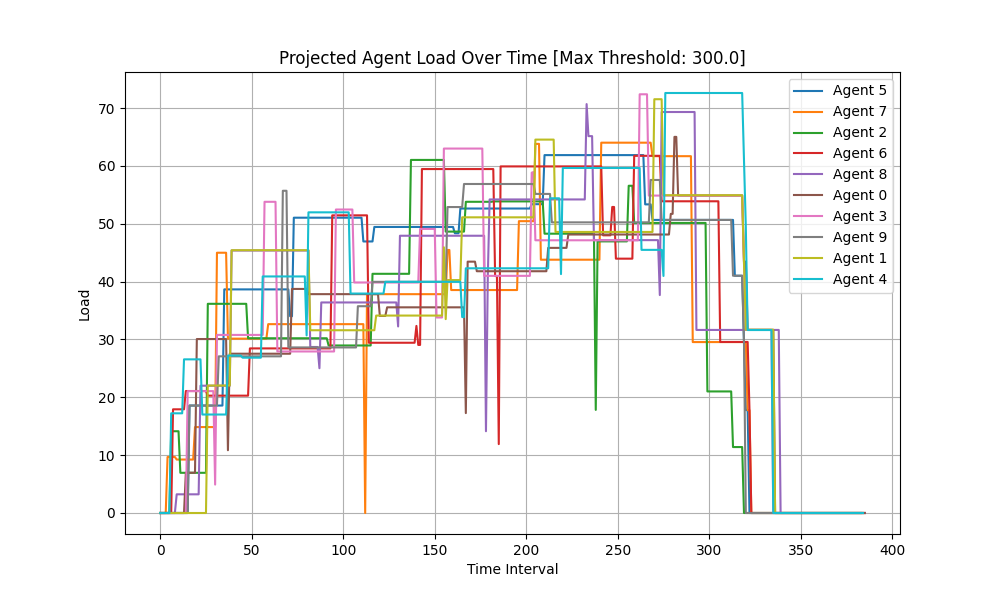 Projected Agent Load Over Time [Max Threshold: 300.0]
Load
70
60
50
40
30
20
10
0
0 50 100 150 200 250 300 350 400
Time Interval
Agent 5
Agent 7
Agent 2
Agent 6
Agent 8
Agent 0
Agent 3
Agent 9
Agent 1
Agent 4